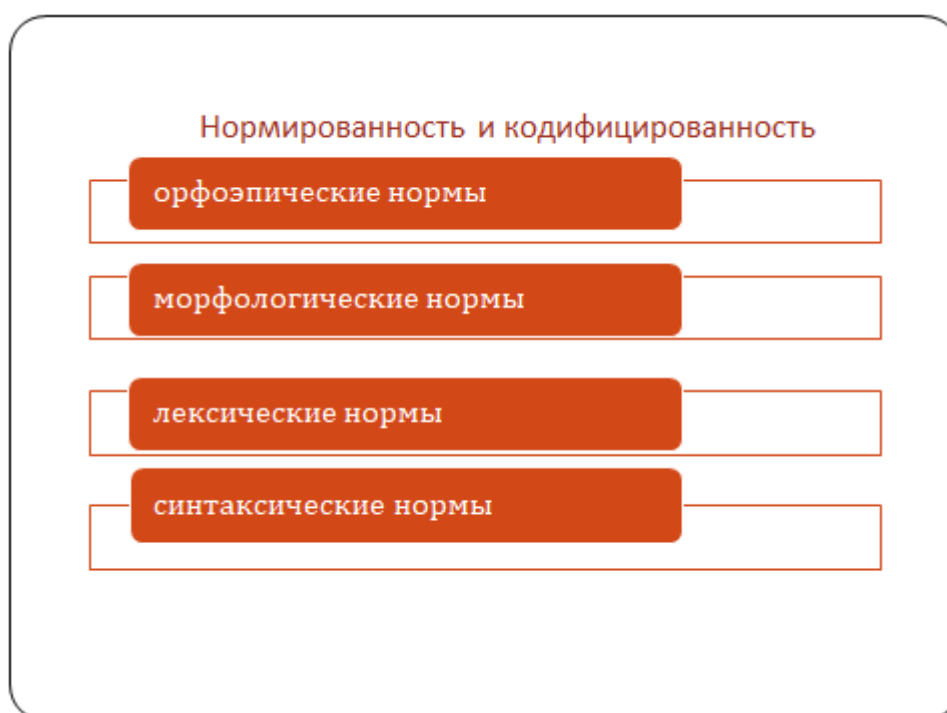 Нормированность и кодифицированность
орфоэпические нормы
морфологические нормы
лексические нормы
синтаксические нормы